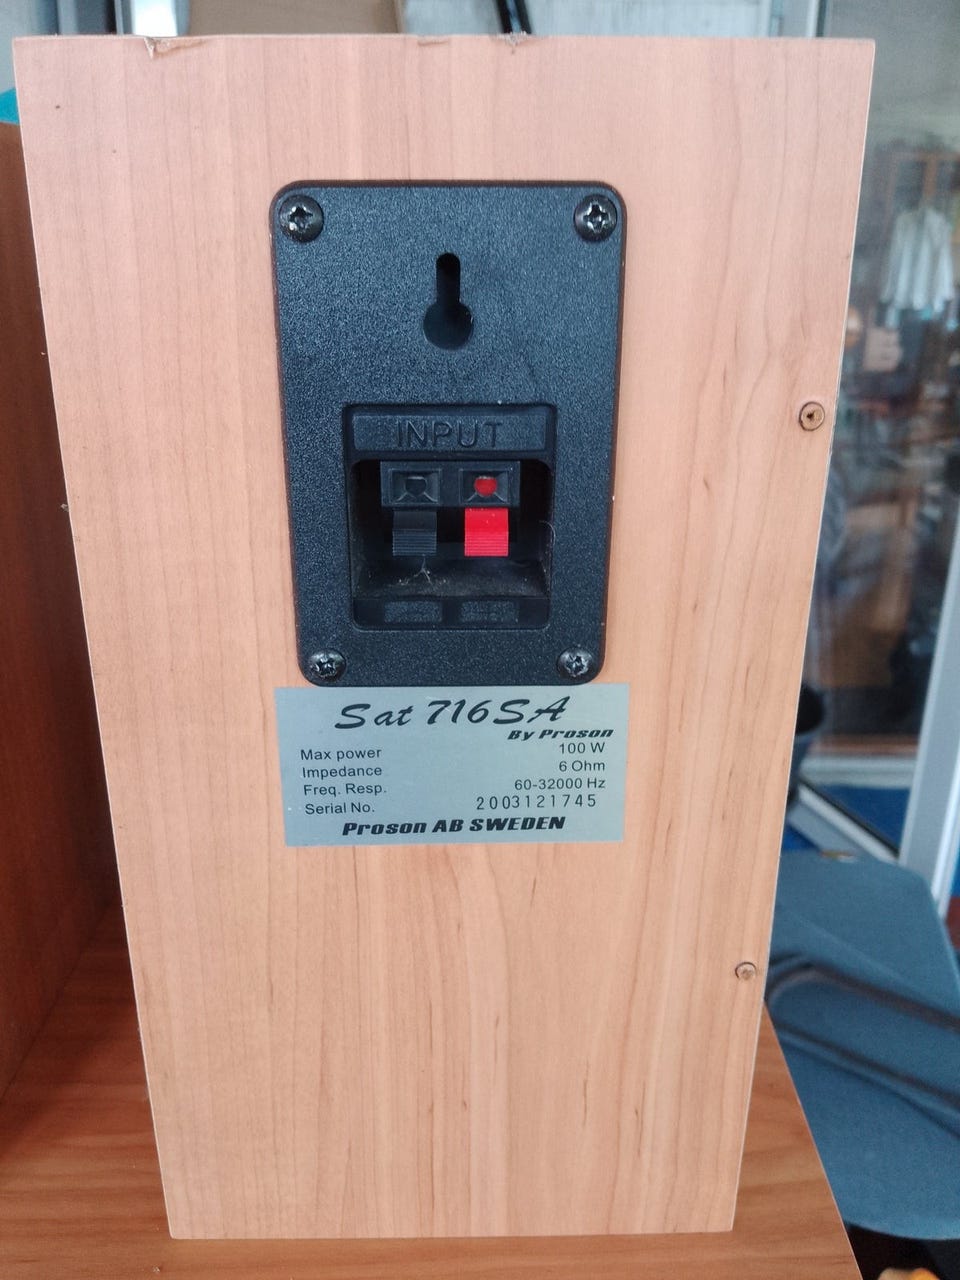 INPUT
Sat 716SA
By Proson
Max power 100 W
Impedance 6 Ohm
Freq. Resp. 60-32000 Hz
Serial No. 2003121745
Proson AB SWEDEN